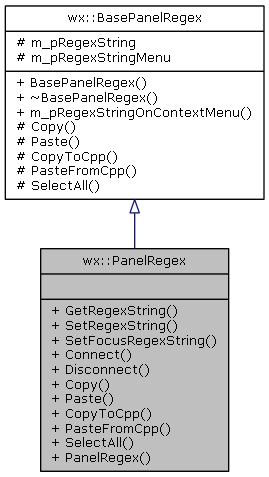 wx::BasePanelRegex
# m_pRegexString
# m_pRegexStringMenu
+ BasePanelRegex()
+ ~BasePanelRegex()
+ m_pRegexStringOnContextMenu()
# Copy()
# Paste()
# CopyToCpp()
# PasteFromCpp()
# SelectAll()
wx::PanelRegex
+ GetRegexString()
+ SetRegexString()
+ SetFocusRegexString()
+ Connect()
+ Disconnect()
+ Copy()
+ Paste()
+ CopyToCpp()
+ PasteFromCpp()
+ SelectAll()
+ PanelRegex()